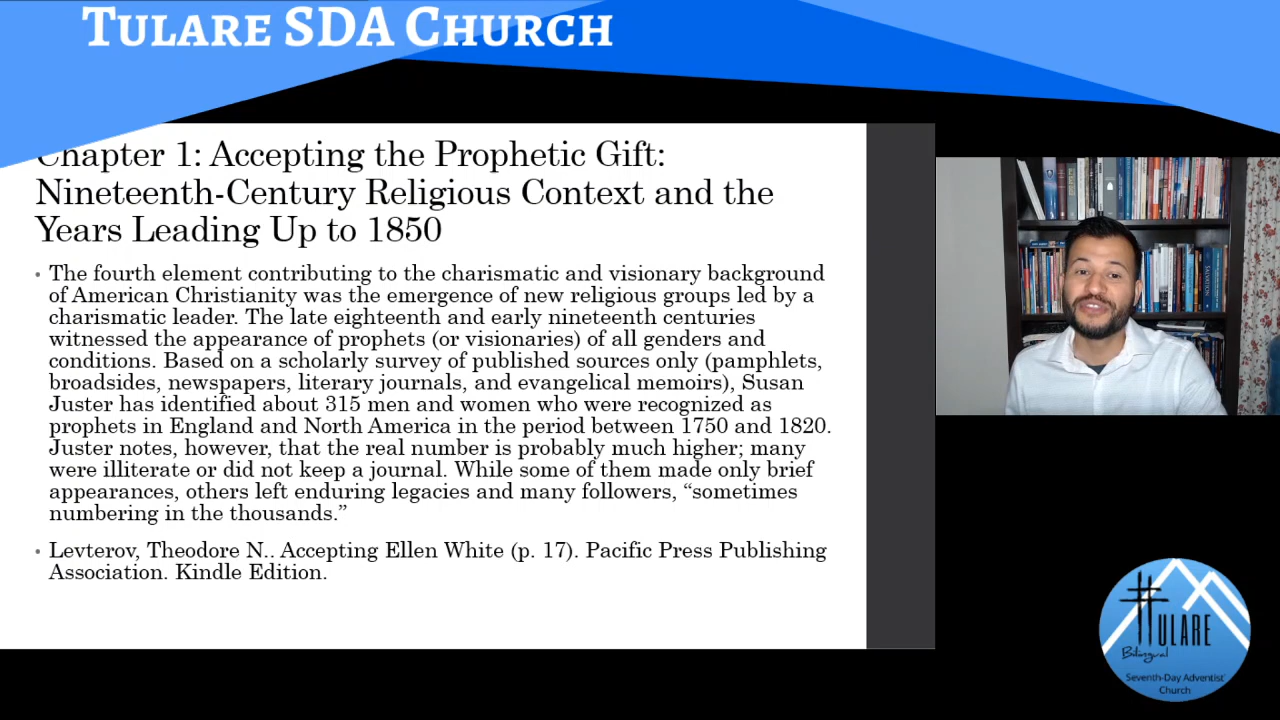 TULARE SDA CHURCH
Chapter 1: Accepting the Prophetic Gift:
Nineteenth-Century Religious Context and the
Years Leading Up to 1850
• The fourth element contributing to the charismatic and visionary background
of American Christianity was the emergence of new religious groups led by a
charismatic leader. The late eighteenth and early nineteenth centuries
witnessed the appearance of prophets (or visionaries) of all genders and
conditions. Based on a scholarly survey of published sources only (pamphlets,
broadsides, newspapers, literary journals, and evangelical memoirs), Susan
Juster has identified about 315 men and women who were recognized as
prophets in England and North America in the period between 1750 and 1820.
Juster notes, however, that the real number is probably much higher; many
were illiterate or did not keep a journal. While some of them made only brief
appearances, others left enduring legacies and many followers, “sometimes
numbering in the thousands.”
• Levterov, Theodore N.. Accepting Ellen White (p. 17). Pacific Press Publishing
Association. Kindle Edition.
SALVATION
TULARE
Bilingual
Seventh-Day Adventist
Church